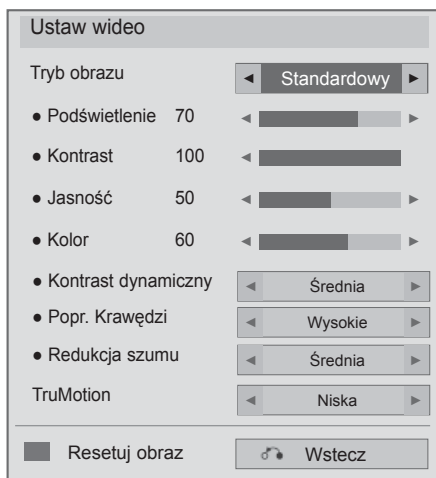 Ustaw wideo
Tryb obrazu ◄ Standardowy ►
● Podświetlenie 70 ◄ ►
● Kontrast 100 ◄
● Jasność 50 ◄ ►
● Kolor 60 ◄ ►
● Kontrast dynamiczny ◄ Średnia ►
● Popr. Krawędzi ◄ Wysokie ►
● Redukcja szumu ◄ Średnia ►
TruMotion ◄ Niska ►
Resetuj obraz Wstecz